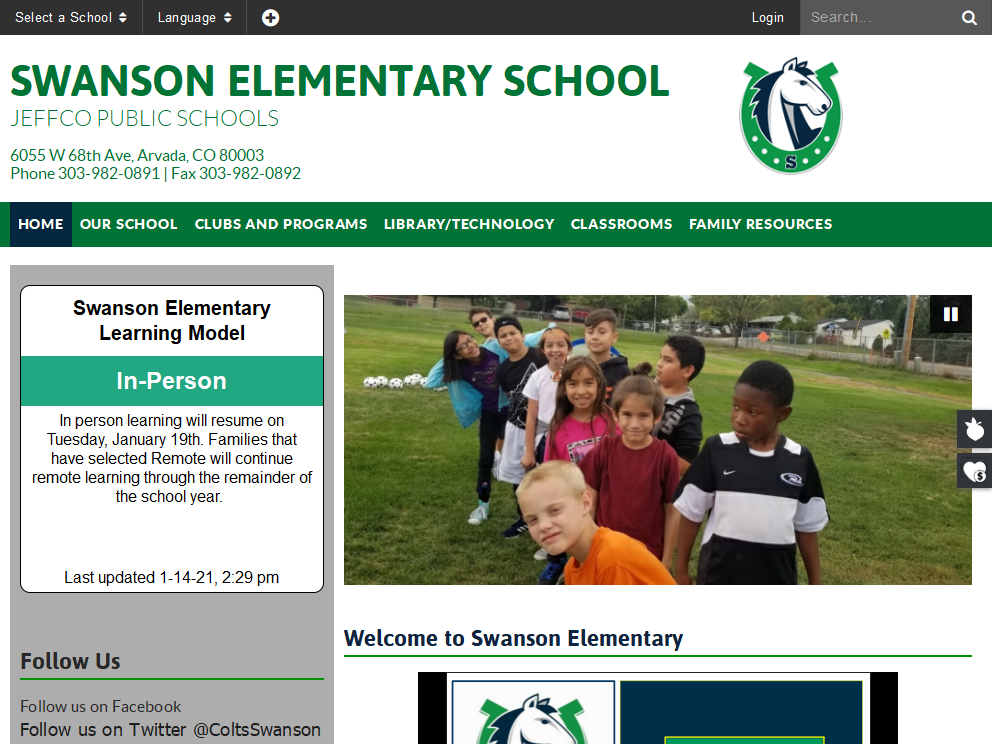 Select a School
Language
Login
Search...
SWANSON ELEMENTARY SCHOOL
JEFFCO PUBLIC SCHOOLS
6055 W 68th Ave, Arvada, CO 80003
Phone 303-982-0891 | Fax 303-982-0892
S
HOME OUR SCHOOL CLUBS AND PROGRAMS LIBRARY/TECHNOLOGY CLASSROOMS FAMILY RESOURCES
Swanson Elementary
Learning Model
In-Person
In person learning will resume on
Tuesday, January 19th. Families that
have selected Remote will continue
remote learning through the remainder of
the school year.
Last updated 1-14-21, 2:29 pm
Follow Us
Follow us on Facebook
Follow us on Twitter @ColtsSwanson
Welcome to Swanson Elementary